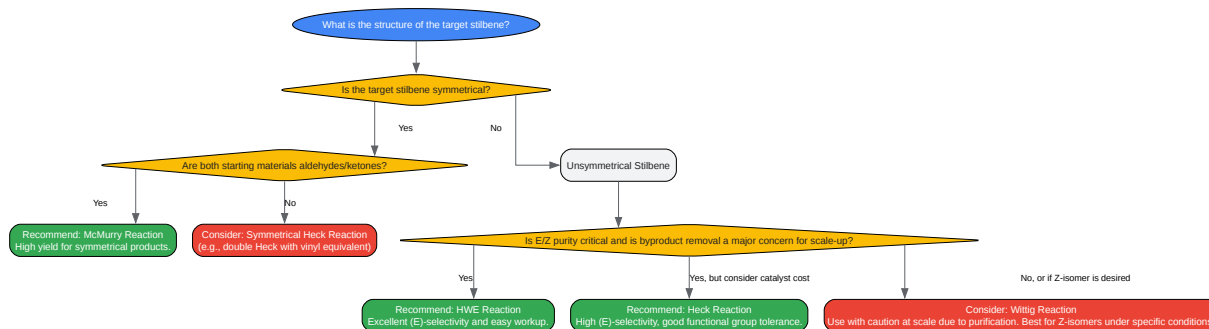 What is the structure of the target stilbene?
Is the target stilbene symmetrical?
Yes
No
Are both starting materials aldehydes/ketones?
Unsymmetrical Stilbene
Yes
No
Recommend: McMurry Reaction
High yield for symmetrical products.
Consider: Symmetrical Heck Reaction
(e.g., double Heck with vinyl equivalent)
Is E/Z purity critical and is byproduct removal a major concern for scale-up?
Yes
Yes, but consider catalyst cost
No, or if Z-isomer is desired
Recommend: HWE Reaction
Excellent (E)-selectivity and easy workup.
Recommend: Heck Reaction
High (E)-selectivity, good functional group tolerance.
Consider: Wittig Reaction
Use with caution at scale due to purification. Best for Z-isomers under specific conditions